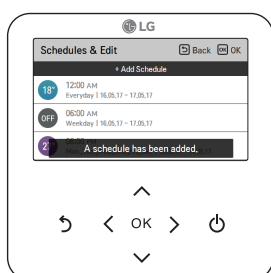 LG
Schedules & Edit Back OK OK
+ Add Schedule
18°
12:00 AM
Everyday | 16.05.17 - 17.05.17
OFF
06:00 AM
Weekday | 16.05.17 - 17.05.17
A schedule has been added.
OK